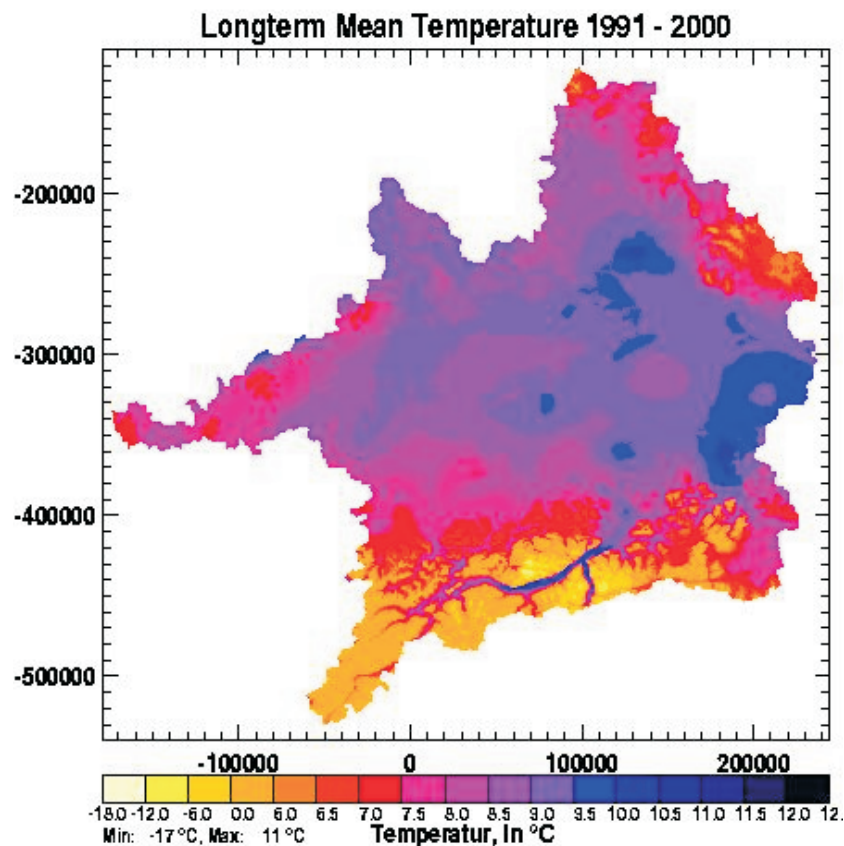 Longterm Mean Temperature 1991 - 2000
-200000
-300000
-400000
-500000
-100000 0 100000 200000
-18.0 -12.0 -6.0 0.0 6.0 6.5 7.0 7.5 8.0 8.5 9.0 9.5 10.0 10.5 11.0 11.5 12.0 12.
Min: -17 °C, Max: 11 °C Temperatur, in °C